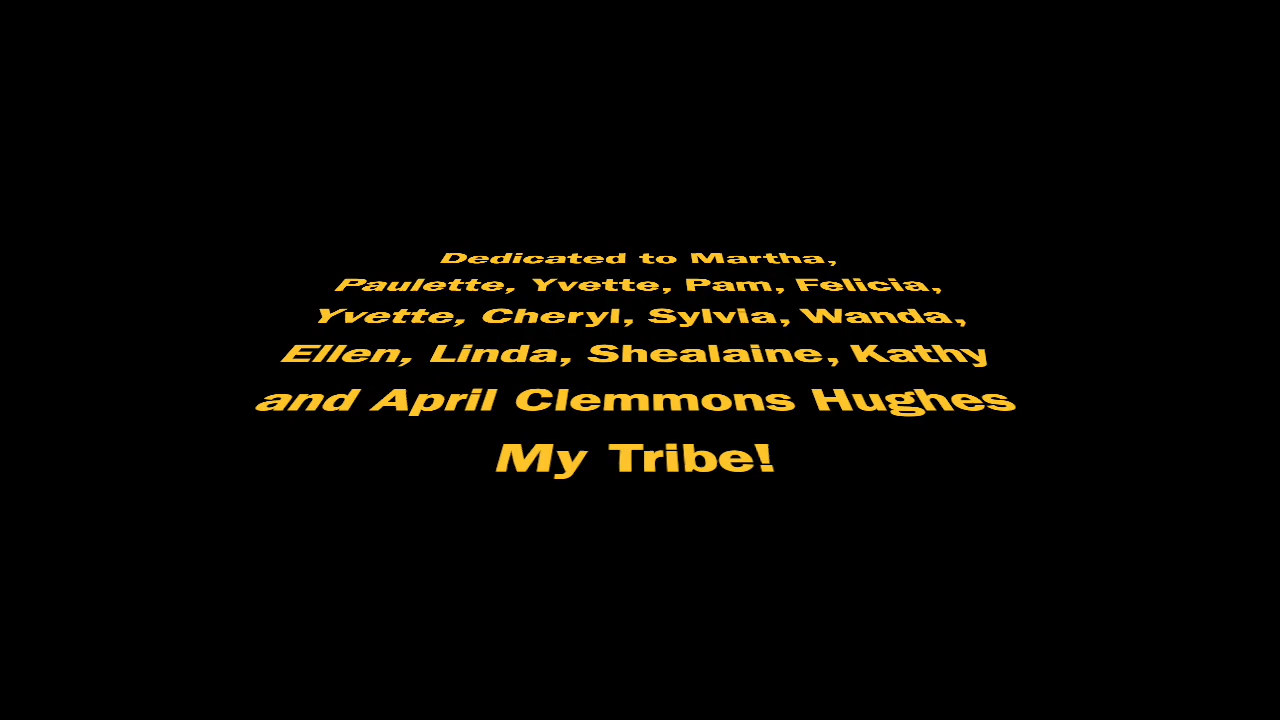 Dedicated to Martha,
Paulette, Yvette, Pam, Felicia,
Yvette, Cheryl, Sylvia, Wanda,
Ellen, Linda, Shealaine, Kathy
and April Clemmons Hughes
My Tribe!